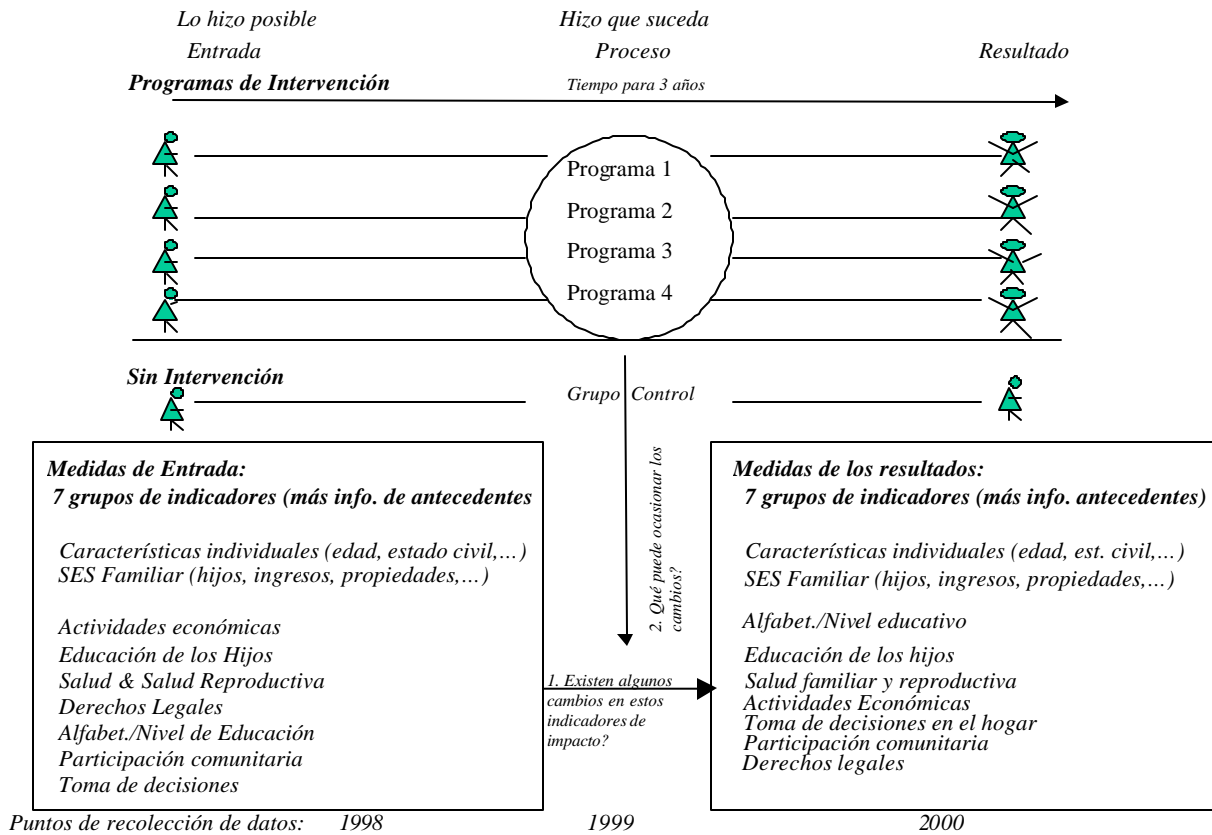 Lo hizo posible
Hizo que suceda
Entrada
Proceso
Resultado
Programas de Intervención
Tiempo para 3 años
Programa 1
Programa 2
Programa 3
Programa 4
Sin Intervención
Grupo Control
Medidas de Entrada:
7 grupos de indicadores (más info. de antecedentes
Características individuales (edad, estado civil,…)
SES Familiar (hijos, ingresos, propiedades,…)
Actividades económicas
Educación de los Hijos
Salud & Salud Reproductiva
Derechos Legales
Alfabet./Nivel de Educación
Participación comunitaria
Toma de decisiones
2. Qué puede ocasionar los
cambios?
1. Existen algunos
cambios en estos
indicadores de
impacto?
Medidas de los resultados:
7 grupos de indicadores (más info. antecedentes)
Características individuales (edad, est. civil,…)
SES Familiar (hijos, ingresos, propiedades,…)
Alfabet./Nivel educativo
Educación de los hijos
Salud familiar y reproductiva
Actividades Económicas
Toma de decisiones en el hogar
Participación comunitaria
Derechos legales
Puntos de recolección de datos: 1998 1999 2000